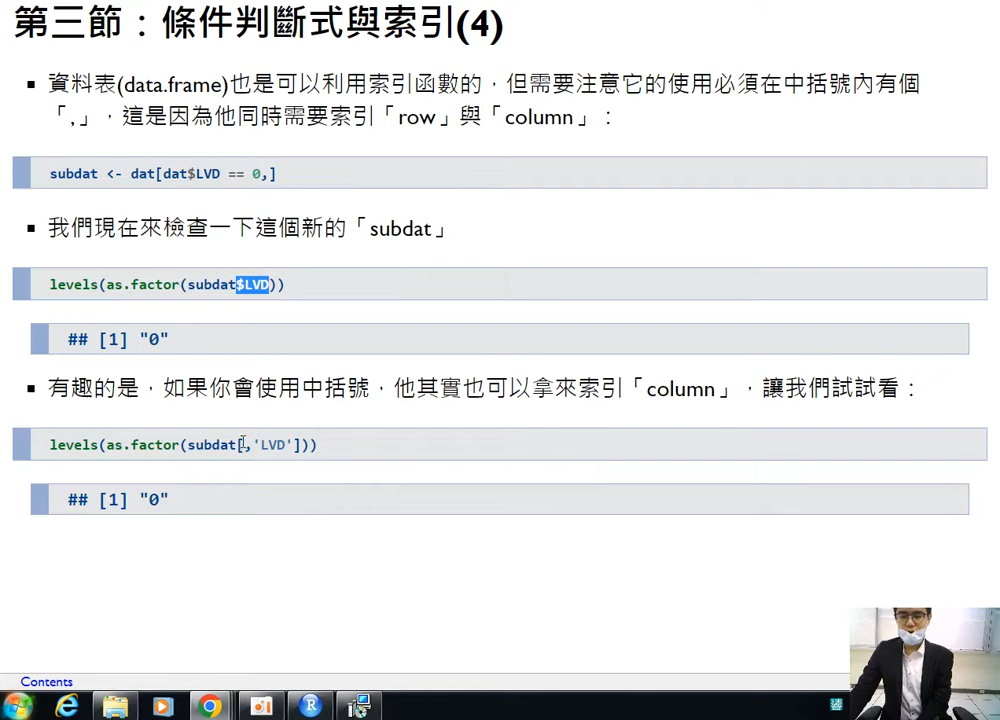 第三節：條件判斷式與索引(4)
▪ 資料表(data.frame)也是可以利用索引函數的，但需要注意它的使用必須在中括號內有個
「,」，這是因為他同時需要索引「row」與「column」：
subdat <- dat[dat$LVD == 0,]
▪ 我們現在來檢查一下這個新的「subdat」
levels(as.factor(subdat$LVD))
## [1] "0"
▪ 有趣的是，如果你會使用中括號，他其實也可以拿來索引「column」，讓我們試試看：
levels(as.factor(subdat[,'LVD']))
## [1] "0"
Contents